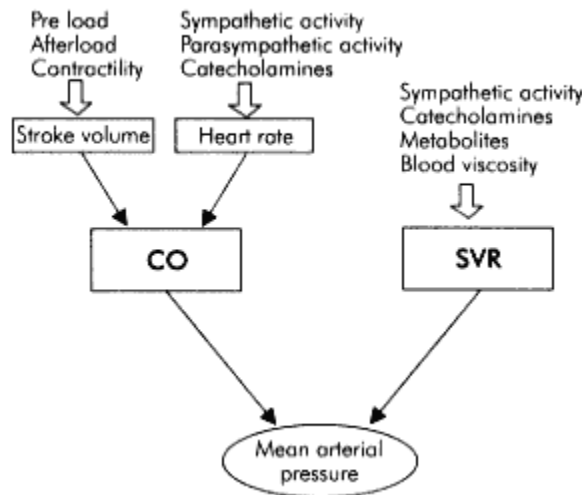 Pre load
Afterload
Contractility
Sympathetic activity
Parasympathetic activity
Catecholamines
Sympathetic activity
Catecholamines
Metabolites
Blood viscosity
Stroke volume
Heart rate
CO
SVR
Mean arterial
pressure